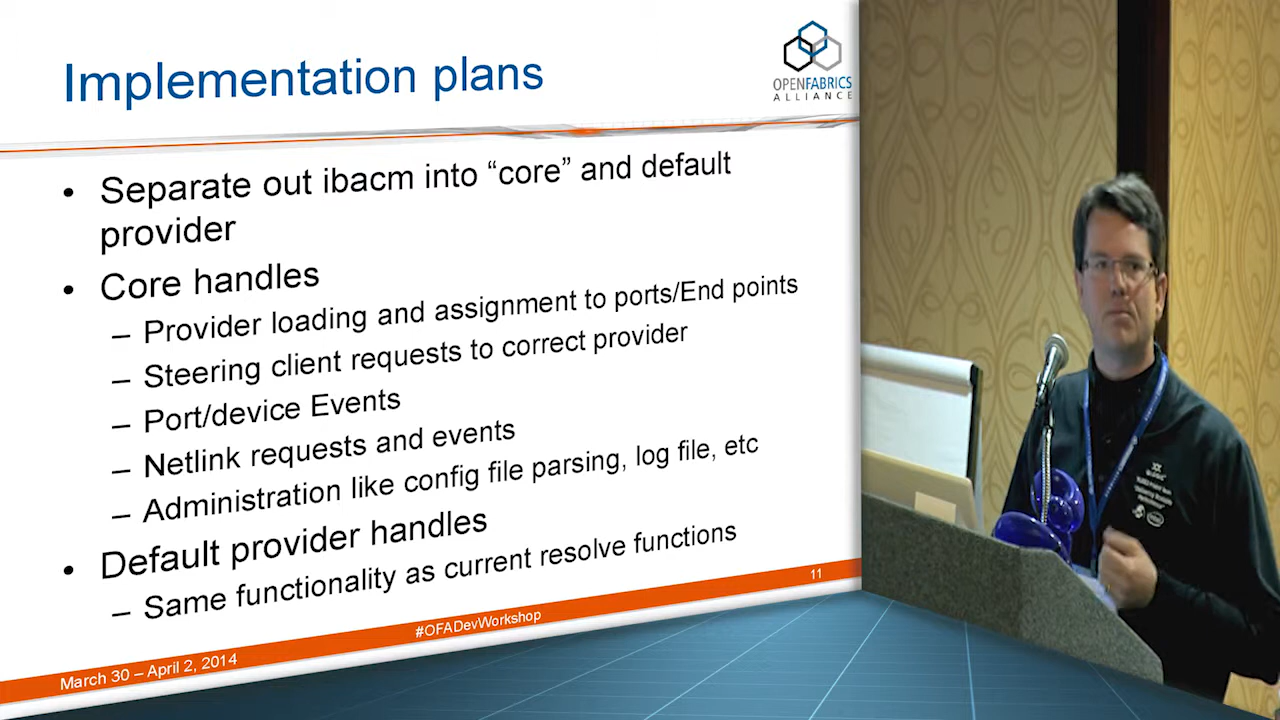 Implementation plans
OPENFABRICS
ALLIANCE
• Separate out ibacm into “core” and default
provider
• Core handles
– Provider loading and assignment to ports/End points
– Steering client requests to correct provider
– Port/device Events
– Netlink requests and events
– Administration like config file parsing, log file, etc
• Default provider handles
– Same functionality as current resolve functions
11
#OFADevWorkshop
March 30 – April 2, 2014